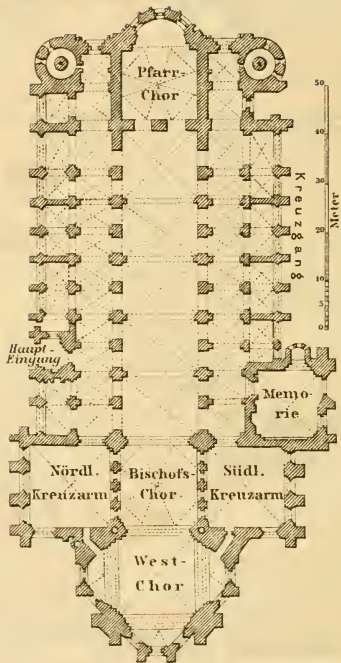 Pfarr-
Chor
50
40
30
20
10
0
Meter
Kreuzgang
Haupt-
Eingang
Memo-
rie
Nördl.
Kreuzarm
Bischofs-
Chor
Südl.
Kreuzarm
West-
Chor